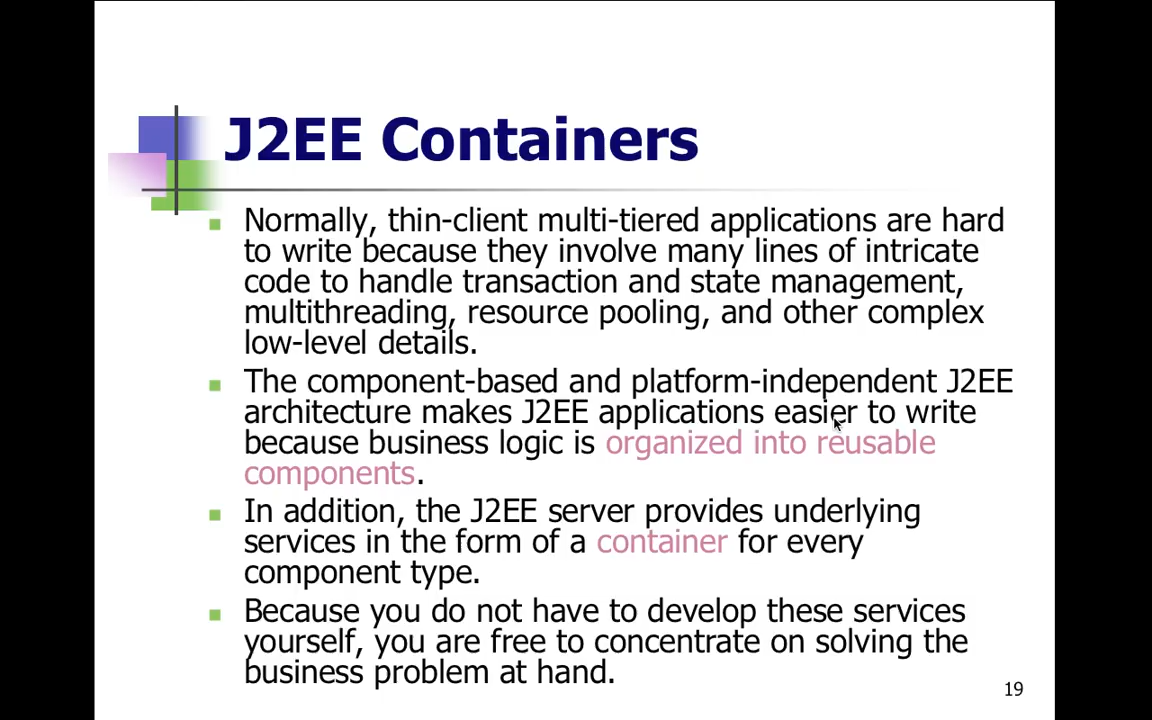 J2EE Containers
Normally, thin-client multi-tiered applications are hard
to write because they involve many lines of intricate
code to handle transaction and state management,
multithreading, resource pooling, and other complex
low-level details.
The component-based and platform-independent J2EE
architecture makes J2EE applications easier to write
because business logic is organized into reusable
components.
In addition, the J2EE server provides underlying
services in the form of a container for every
component type.
Because you do not have to develop these services
yourself, you are free to concentrate on solving the
business problem at hand.
19